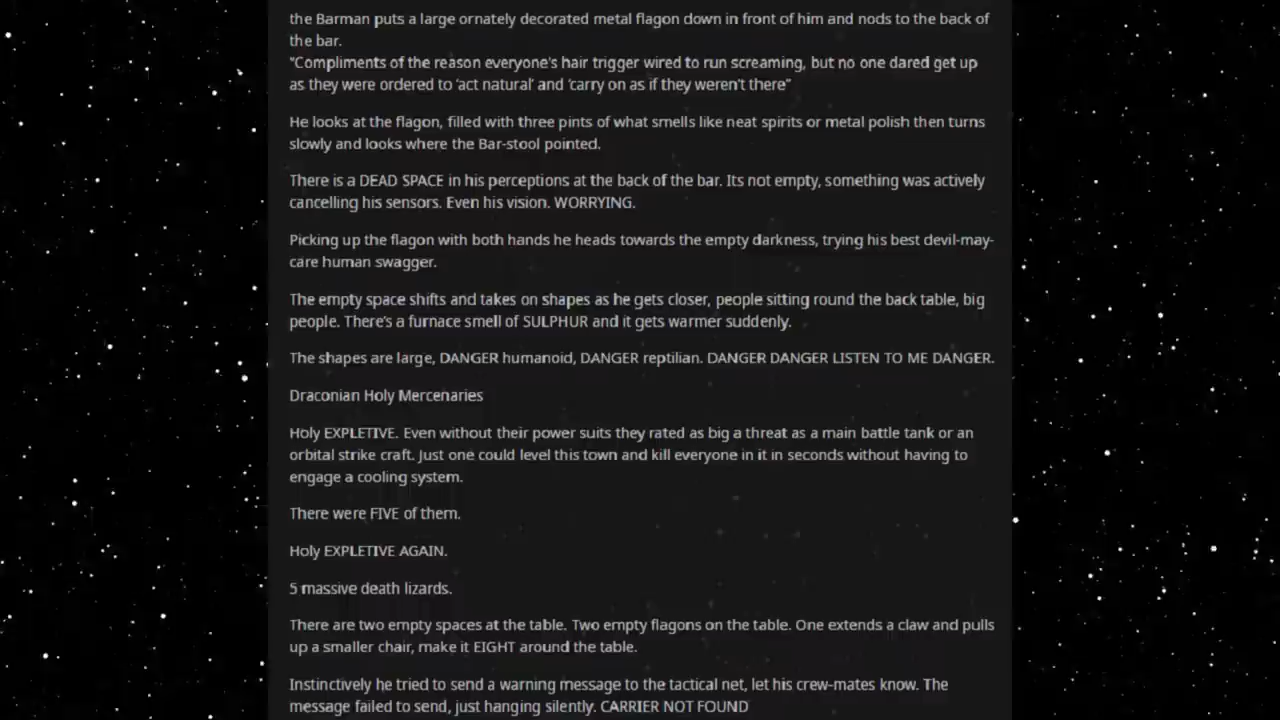 the Barman puts a large ornately decorated metal flagon down in front of him and nods to the back of
the bar.
"Compliments of the reason everyone's hair trigger wired to run screaming, but no one dared get up
as they were ordered to 'act natural' and 'carry on as if they weren't there"
He looks at the flagon, filled with three pints of what smells like neat spirits or metal polish then turns
slowly and looks where the Bar-stool pointed.
There is a DEAD SPACE in his perceptions at the back of the bar. Its not empty, something was actively
cancelling his sensors. Even his vision. WORRYING.
Picking up the flagon with both hands he heads towards the empty darkness, trying his best devil-may-
care human swagger.
The empty space shifts and takes on shapes as he gets closer, people sitting round the back table, big
people. There's a furnace smell of SULPHUR and it gets warmer suddenly.
The shapes are large, DANGER humanoid, DANGER reptilian. DANGER DANGER LISTEN TO ME DANGER.
Draconian Holy Mercenaries
Holy EXPLETIVE. Even without their power suits they rated as big a threat as a main battle tank or an
orbital strike craft. Just one could level this town and kill everyone in it in seconds without having to
engage a cooling system.
There were FIVE of them.
Holy EXPLETIVE AGAIN.
5 massive death lizards.
There are two empty spaces at the table. Two empty flagons on the table. One extends a claw and pulls
up a smaller chair, make it EIGHT around the table.
Instinctively he tried to send a warning message to the tactical net, let his crew-mates know. The
message failed to send, just hanging silently. CARRIER NOT FOUND